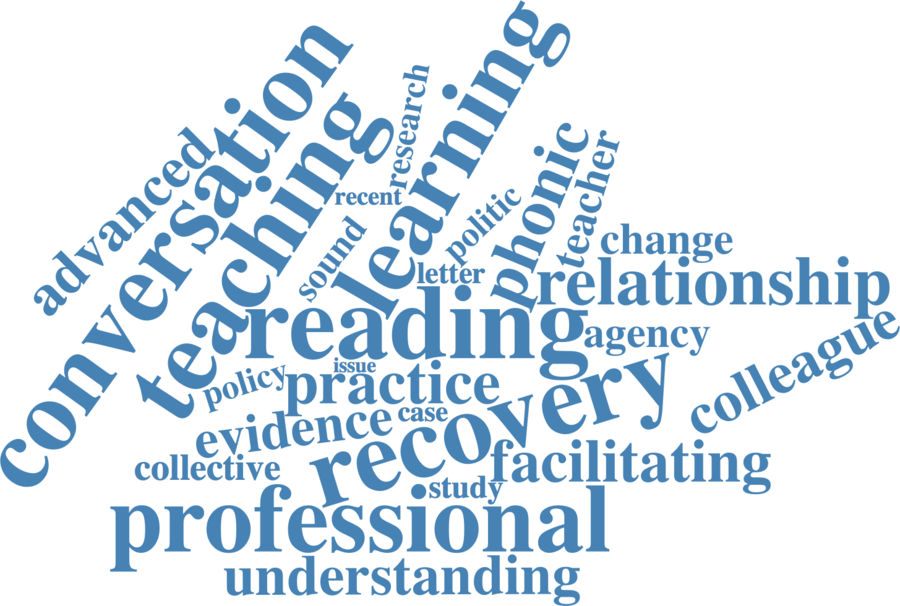 conversation
learning
advanced
teaching
research
recent
phonic
teacher
politic
sound
letter
change
relationship
reading
agency
colleague
issue
policy
practice
recovery
case
evidence
collective
facilitating
study
professional
understanding